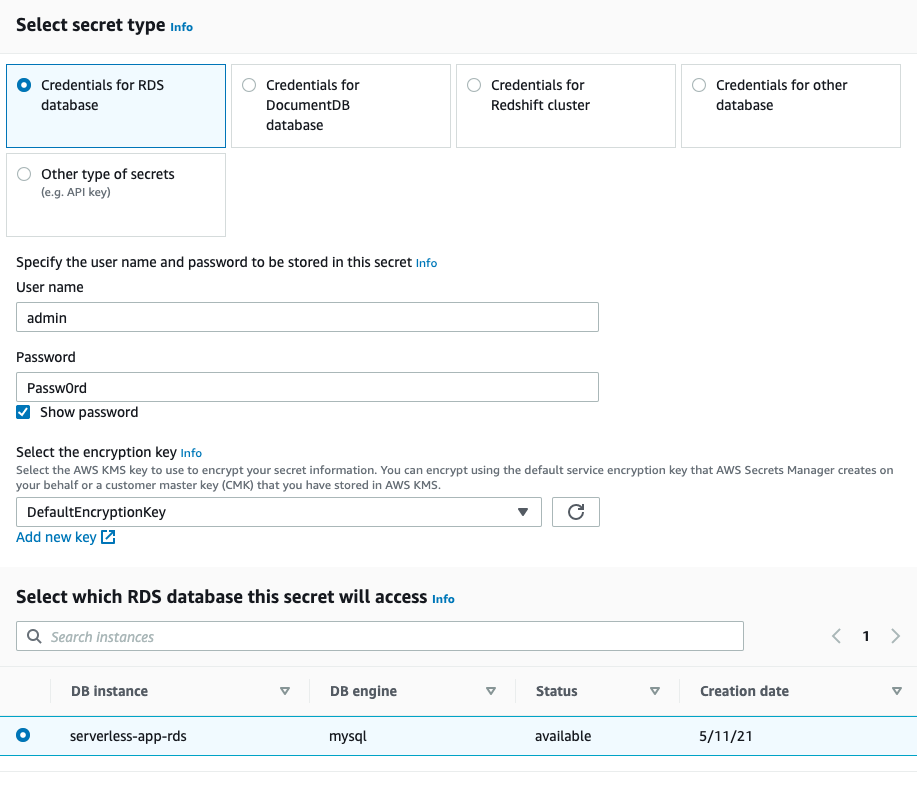 Select secret type Info
Credentials for RDS
database
Credentials for
DocumentDB
database
Credentials for
Redshift cluster
Credentials for other
database
Other type of secrets
(e.g. API key)
Specify the user name and password to be stored in this secret Info
User name
admin
Password
Passw0rd
Show password
Select the encryption key Info
Select the AWS KMS key to use to encrypt your secret information. You can encrypt using the default service encryption key that AWS Secrets Manager creates on
your behalf or a customer master key (CMK) that you have stored in AWS KMS.
DefaultEncryptionKey
Add new key
Select which RDS database this secret will access Info
Search instances
1
DB instance DB engine Status Creation date
serverless-app-rds mysql available 5/11/21